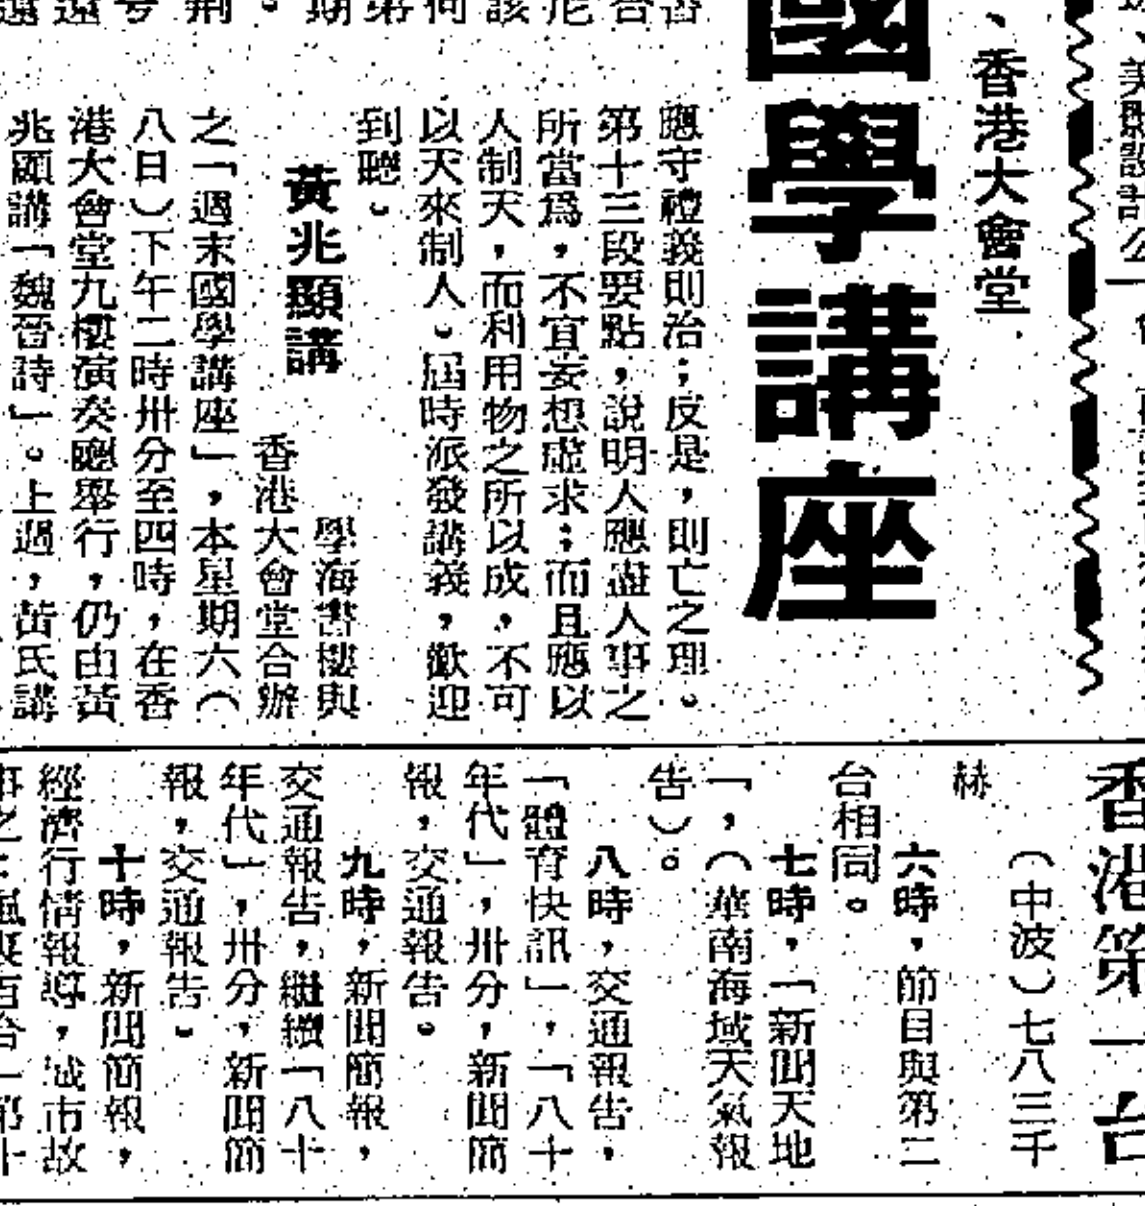 、香港大會堂
國學講座
應守禮義則治；反是，則亡之理。
第十三段要點，說明人應盡人事之
所當爲，不宜妄想虛求；而且應以
人制天，而利用物之所以成，不可
以天來制人。屆時派發講義，歡迎
到聽。
黃兆顯講
學海書樓與
香港大會堂合辦
之「週末國學講座」，本星期六（
八日）下午二時卅分至四時，在香
港大會堂九樓演奏廳舉行，仍由黃
兆顯講「魏晉詩」。上週，黃氏講
香港第一台
（中波）七八三千
赫
六時，節目與第二
台相同。
七時，「新聞天地
」，（華南海域天氣報
告）。
八時，交通報告，
「體育快訊」，「八十
年代」，卅分，新聞簡
報，交通報告。
九時，新聞簡報，
交通報告，繼續「八十
年代」，卅分，新聞簡
報，交通報告。
十時，新聞簡報，
經濟行情報導，城市故